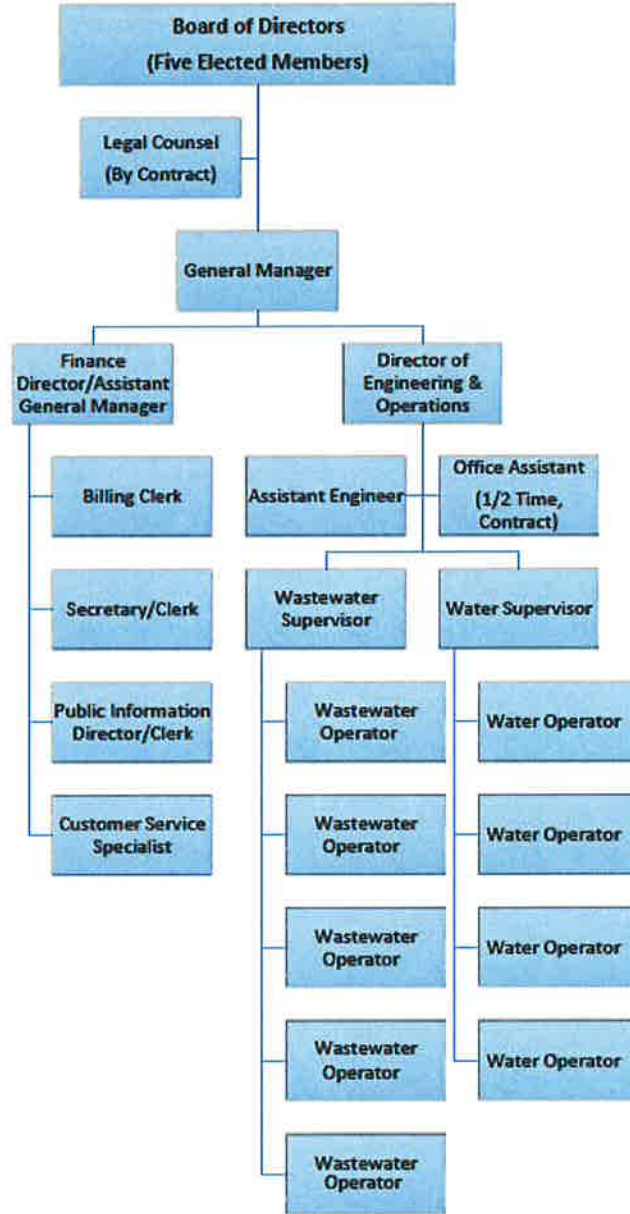 Board of Directors
(Five Elected Members)
Legal Counsel
(By Contract)
General Manager
Finance
Director/Assistant
General Manager
Director of
Engineering &
Operations
Billing Clerk
Assistant Engineer
Office Assistant
(1/2 Time,
Contract)
Secretary/Clerk
Wastewater
Supervisor
Water Supervisor
Public Information
Director/Clerk
Wastewater
Operator
Water Operator
Customer Service
Specialist
Wastewater
Operator
Water Operator
Wastewater
Operator
Water Operator
Wastewater
Operator
Water Operator
Wastewater
Operator